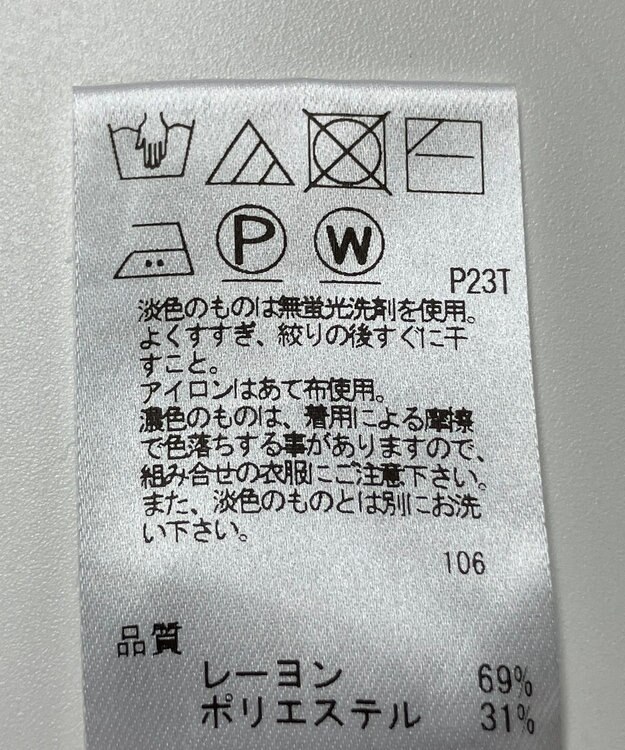 P W
P23T
淡色のものは無蛍光洗剤を使用。
よくすすぎ、絞りの後すぐに干
すこと。
アイロンはあて布使用。
濃色のものは、着用による摩擦
で色落ちする事がありますので、
組み合せの衣服にご注意下さい。
また、淡色のものとは別にお洗
い下さい。
106
品質
レーヨン 69%
ポリエステル 31%